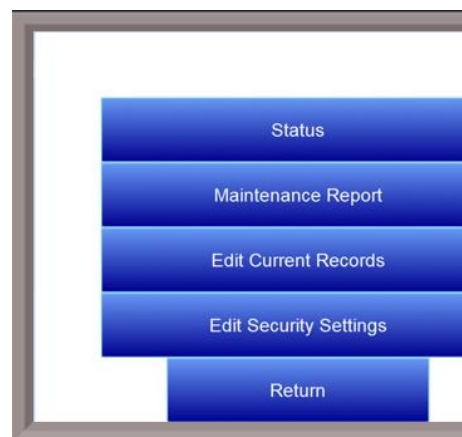 Status
Maintenance Report
Edit Current Records
Edit Security Settings
Return